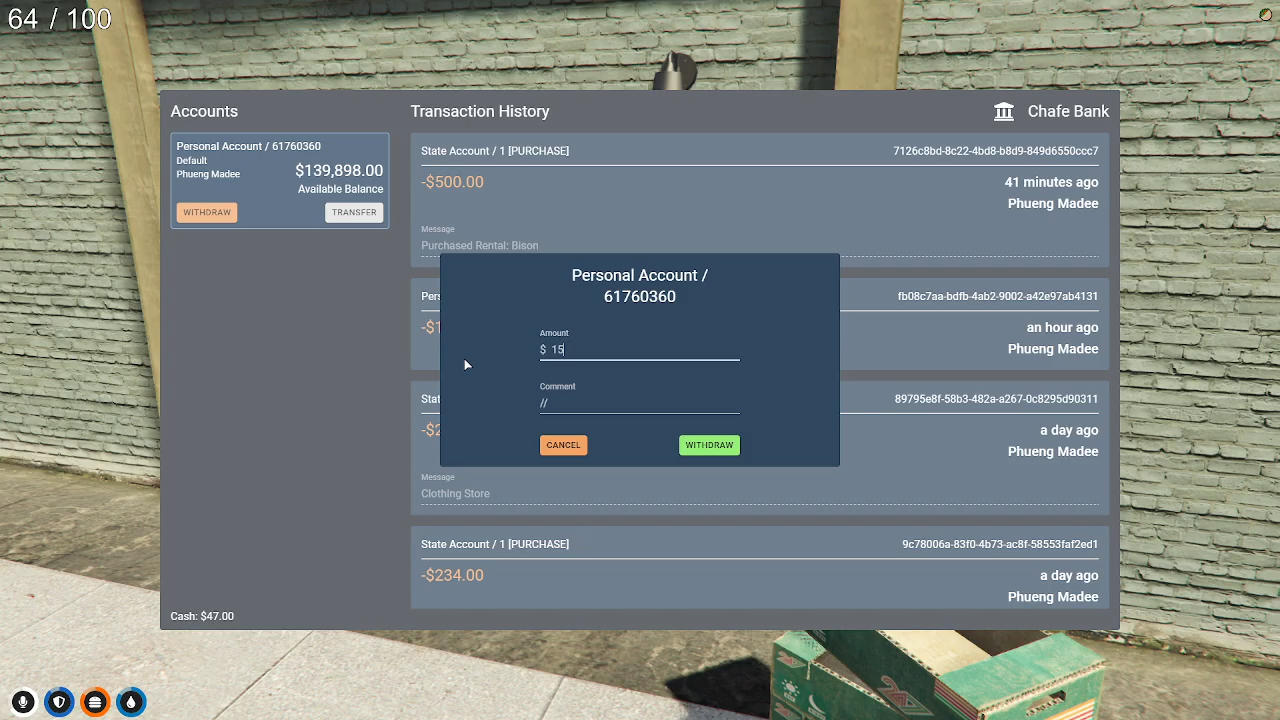 64 / 100
Accounts
Transaction History
Chafe Bank
Personal Account / 61760360
Default
Phueng Madee
$139,898.00
Available Balance
WITHDRAW
TRANSFER
State Account / 1 [PURCHASE]
7126c8bd-8c22-4bd8-b8d9-849d6550ccc7
-$500.00
41 minutes ago
Phueng Madee
Message
Purchased Rental: Bison
Personal Account /
61760360
Amount
$ 15
Comment
//
CANCEL
WITHDRAW
Pers
fb08c7aa-bdfb-4ab2-9002-a42e97ab4131
-$1
an hour ago
Phueng Madee
Stat
89795e8f-58b3-482a-a267-0c8295d90311
-$2
a day ago
Phueng Madee
Message
Clothing Store
State Account / 1 [PURCHASE]
9c78006a-83f0-4b73-ac8f-58553faf2ed1
-$234.00
a day ago
Phueng Madee
Cash: $47.00